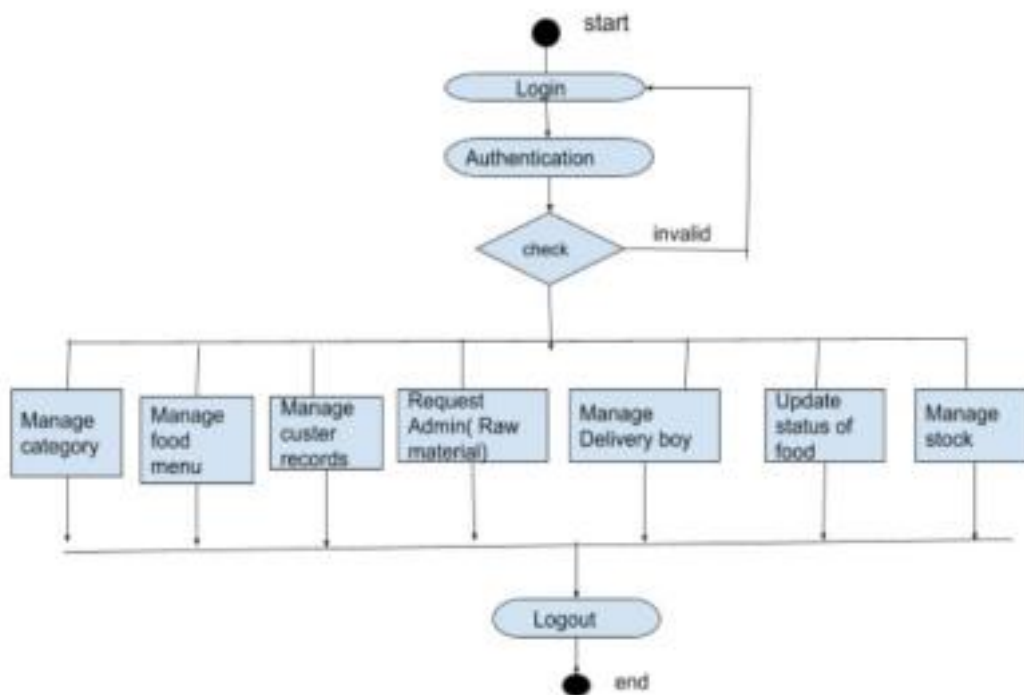 start
Login
Authentication
check
invalid
Manage
category
Manage
food
menu
Manage
custer
records
Request
Admin( Raw
material)
Manage
Delivery boy
Update
status of
food
Manage
stock
Logout
end